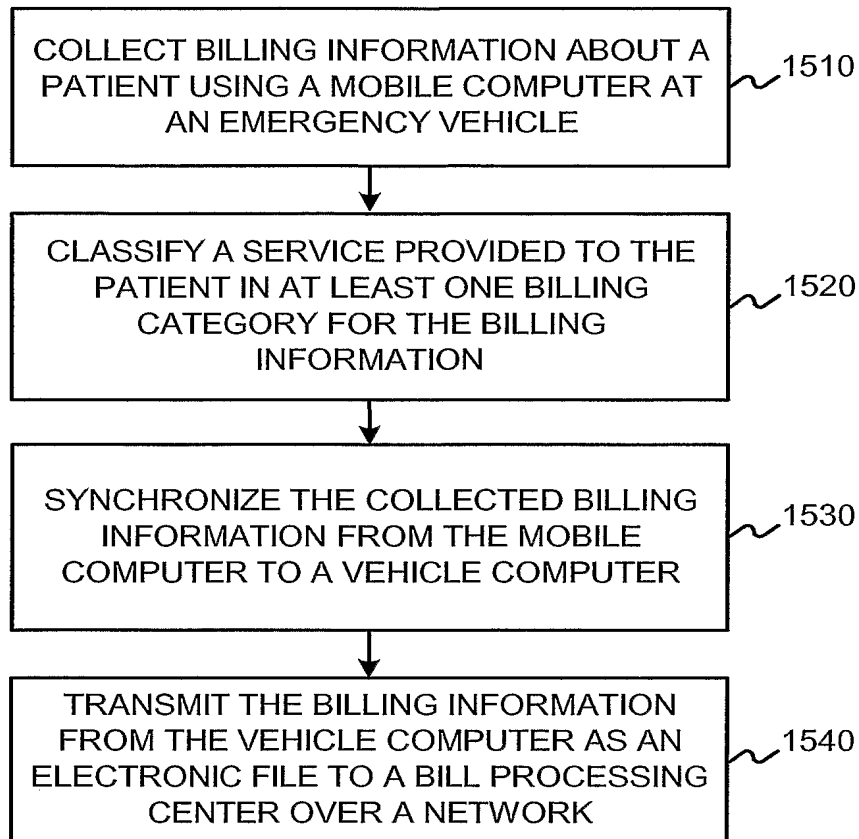 COLLECT BILLING INFORMATION ABOUT A
PATIENT USING A MOBILE COMPUTER AT
AN EMERGENCY VEHICLE
1510
CLASSIFY A SERVICE PROVIDED TO THE
PATIENT IN AT LEAST ONE BILLING
CATEGORY FOR THE BILLING
INFORMATION
1520
SYNCHRONIZE THE COLLECTED BILLING
INFORMATION FROM THE MOBILE
COMPUTER TO A VEHICLE COMPUTER
1530
TRANSMIT THE BILLING INFORMATION
FROM THE VEHICLE COMPUTER AS AN
ELECTRONIC FILE TO A BILL PROCESSING
CENTER OVER A NETWORK
1540